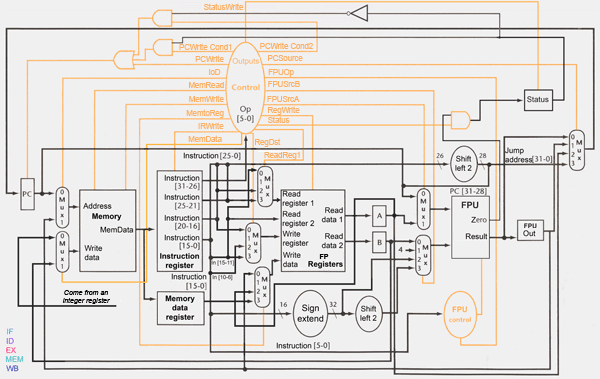 StatusWrite
PCWrite Cond1
PCWrite Cond2
PCWrite
PCSource
Outputs
IoD
FPUOp
MemRead
Control
FPUSrcB
MemWrite
FPUSrcA
Op
[5-0]
MemtoReg
RegWrite
IRWrite
Status
MemData
RegDst
ReadReg1
Status
Instruction [25-0]
26
Shift
left 2
28
Jump
address[31-0]
PC
0
M
u
x
1
Address
Memory
MemData
Write
data
0
M
u
x
1
Instruction
[31-26]
Instruction
[25-21]
Instruction
[20-16]
Instruction
[15-0]
Instruction
register
In [15-11]
In [10-6]
0
1
2
3
M
u
x
0
1
M
u
x
0
1
2
3
M
u
x
Read
register 1
Read
register 2
Write
register
Write
data
Read
data 1
Read
data 2
FP
Registers
A
B
4
0
1
M
u
x
0
1
2
3
M
u
x
PC [31-28]
FPU
Zero
Result
FPU
Out
0
1
2
3
M
u
x
Instruction
[15-0]
Memory
data
register
Come from an
Integer register
16
Sign
extend
32
Shift
left 2
FPU
control
Instruction [5-0]
IF
ID
EX
MEM
WB